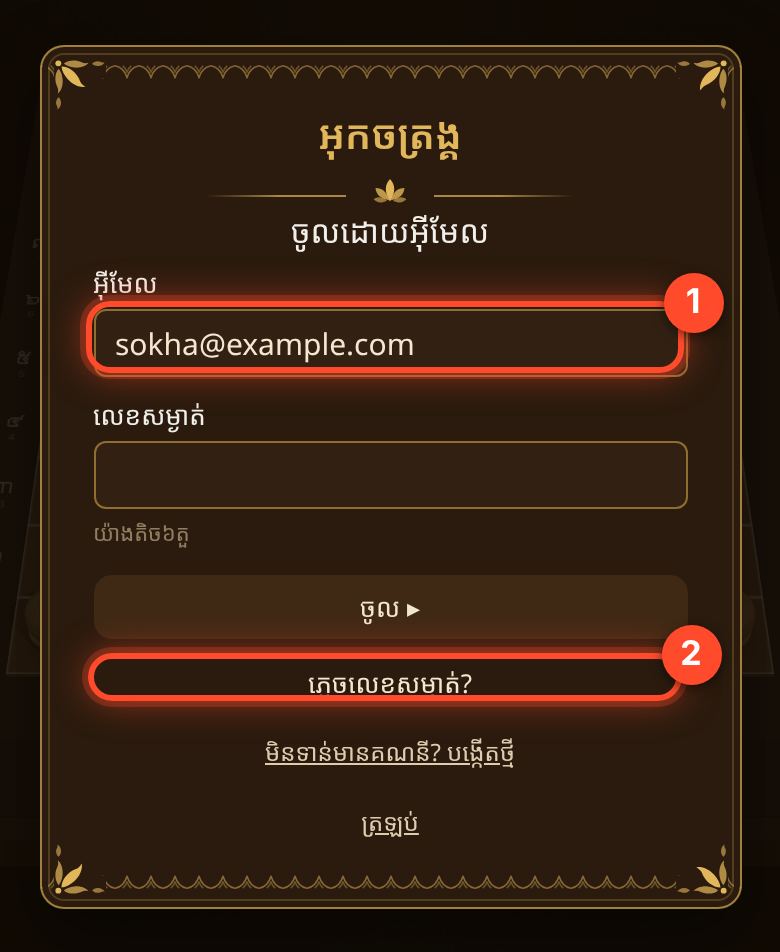 អុកចត្រង្គ
ចូលដោយអ៊ីមែល
អ៊ីមែល
1
sokha@example.com
លេខសម្ងាត់
យ៉ាងតិច៦តួ
ចូល ▸
2
ភេចលេខសមាត់?
មិនទាន់មានគណនី? បង្កើតថ្មី
ត្រឡប់